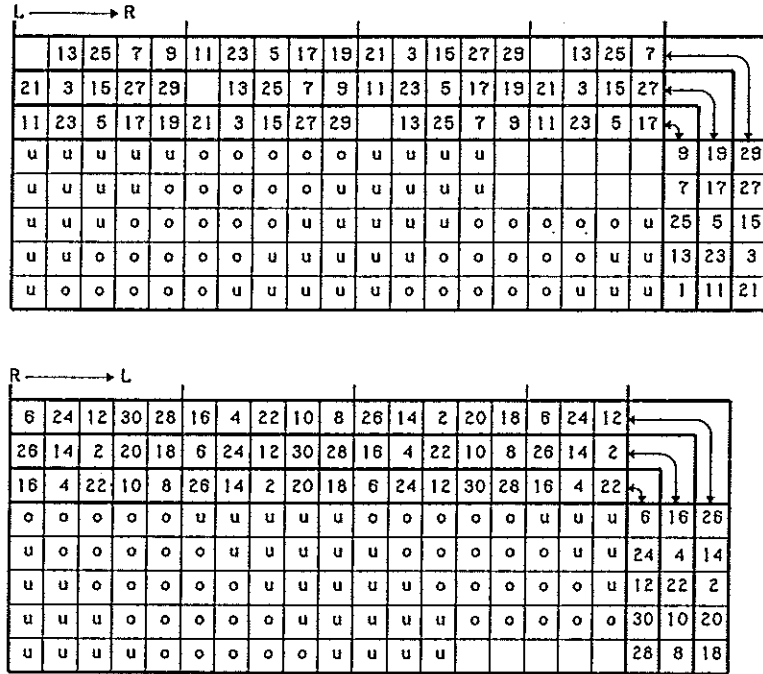 L → R
13 25 7 9 11 23 5 17 19 21 3 15 27 29 13 25 7
21 3 15 27 29 13 25 7 9 11 23 5 17 19 21 3 15 27
11 23 5 17 19 21 3 15 27 29 13 25 7 9 11 23 5 17
u u u u u o o o o o u u u u 9 19 29
u u u u o o o o o u u u u u 7 17 27
u u u o o o o o u u u u u o o o o o u 25 5 15
u u o o o o o u u u u u o o o o o u u 13 23 3
u o o o o o u u u u u o o o o o u u u 1 11 21
R → L
6 24 12 30 28 16 4 22 10 8 26 14 2 20 18 6 24 12
26 14 2 20 18 6 24 12 30 28 16 4 22 10 8 26 14 2
16 4 22 10 8 26 14 2 20 18 6 24 12 30 28 16 4 22
o o o o o u u u u u o o o o o u u u 6 16 26
u o o o o o u u u u u o o o o o u u 24 4 14
u u o o o o o u u u u u o o o o o u 12 22 2
u u u o o o o o u u u u u o o o o o 30 10 20
u u u u o o o o o u u u u 28 8 18